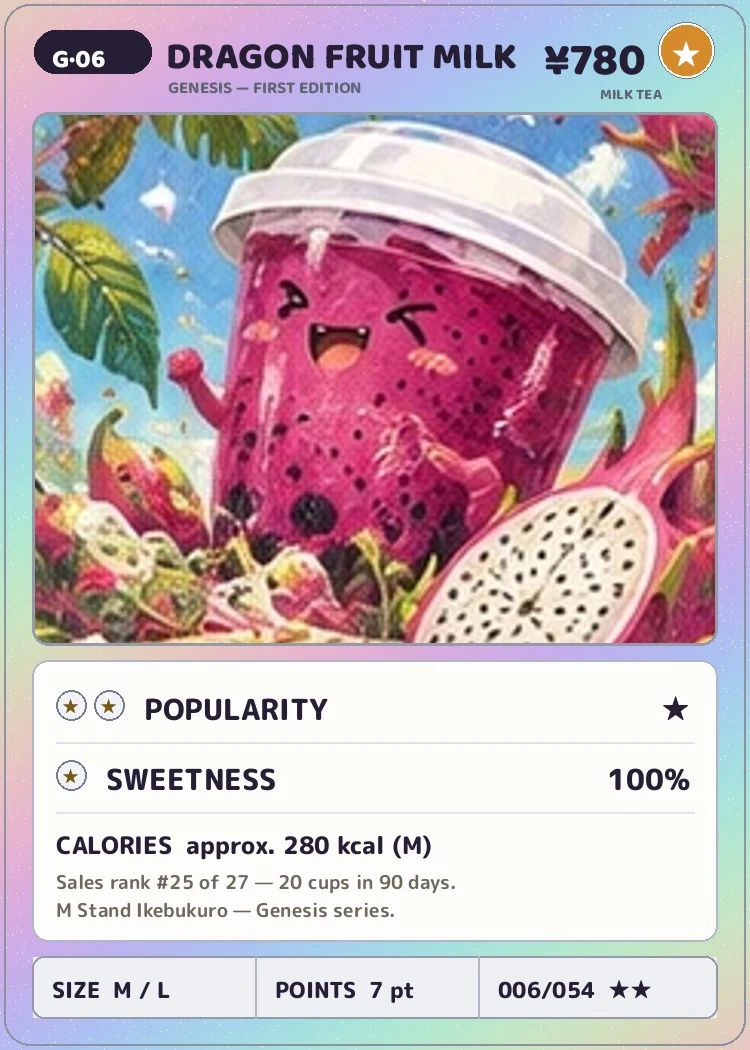 G·06
DRAGON FRUIT MILK ¥780 ★
GENESIS — FIRST EDITION
MILK TEA
★ ★ POPULARITY ★
★ SWEETNESS 100%
CALORIES approx. 280 kcal (M)
Sales rank #25 of 27 — 20 cups in 90 days.
M Stand Ikebukuro — Genesis series.
SIZE M / L
POINTS 7 pt
006/054 ★★